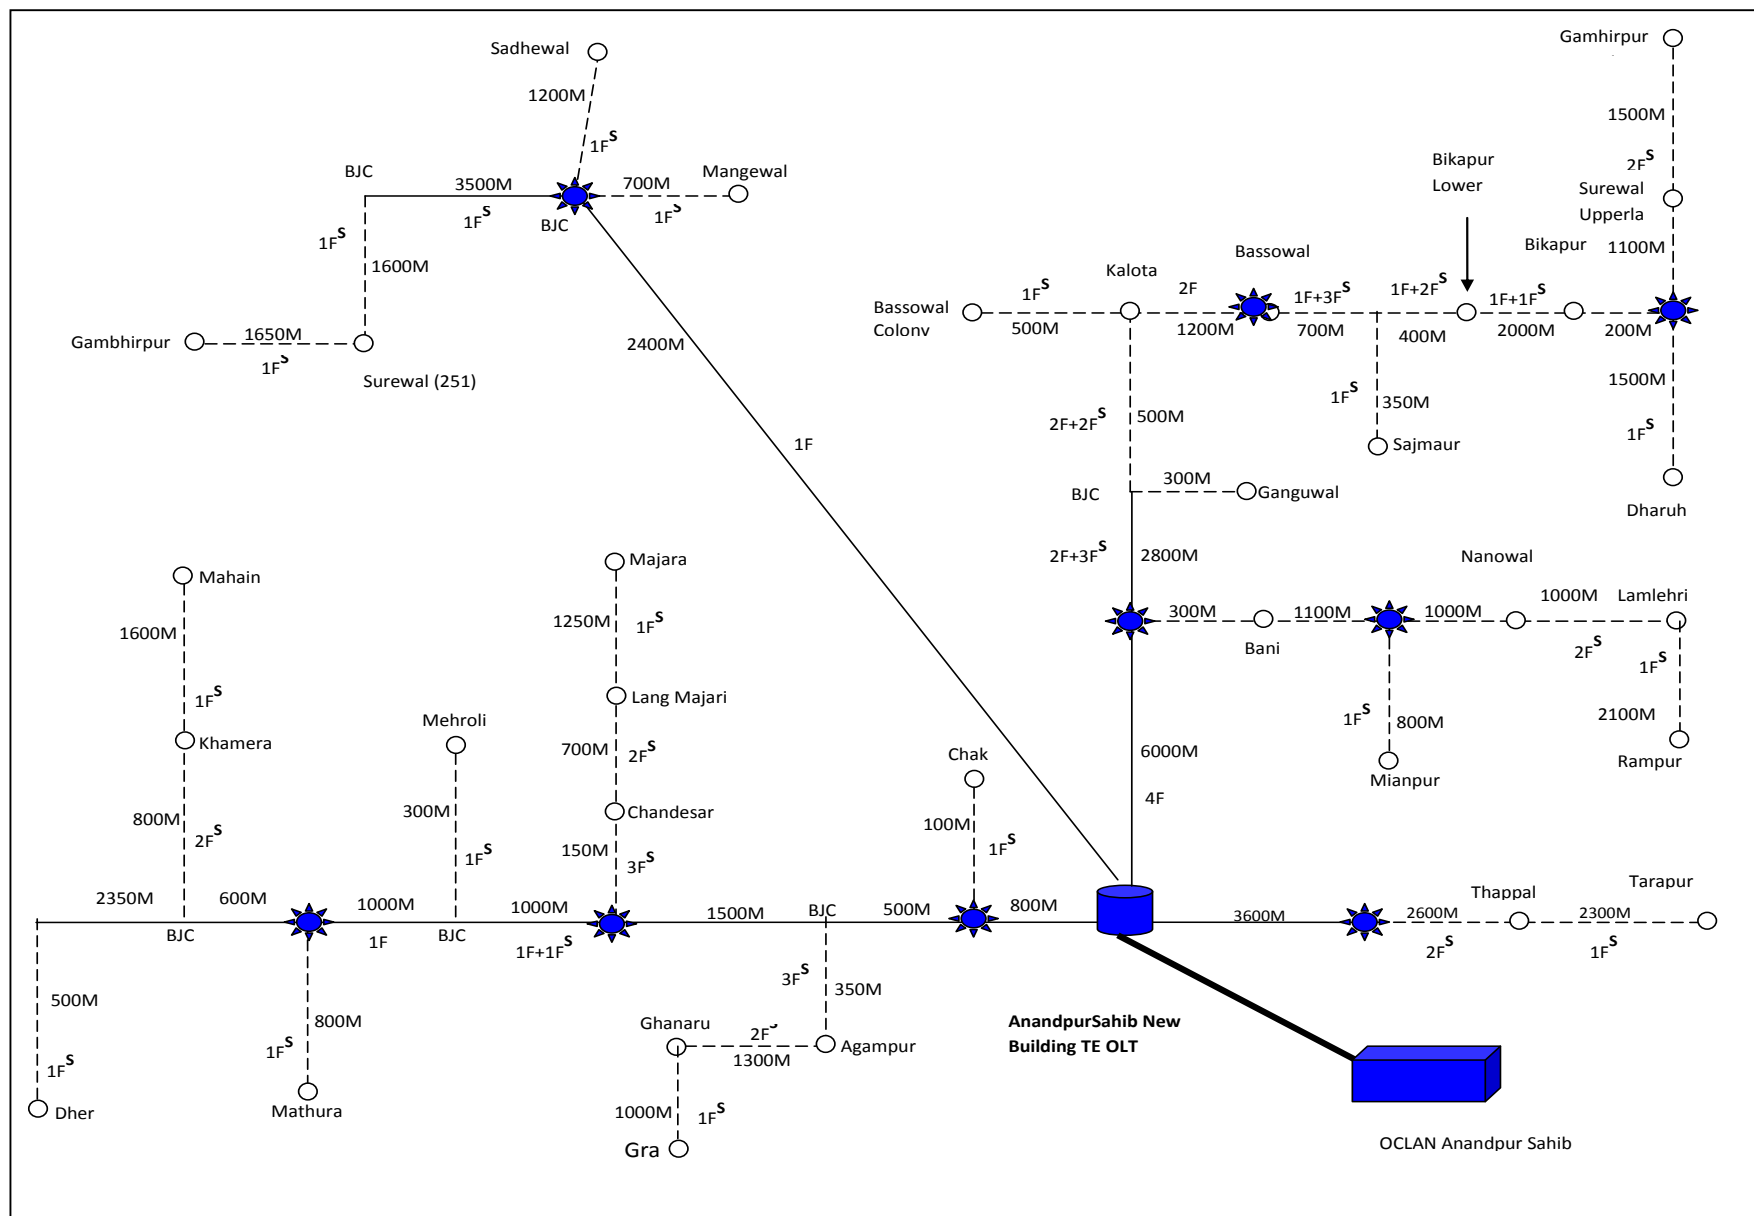 Sadhewal
1200M
1F^S
BJC
3500M
1F^S
BJC
700M
1F^S
Mangewal
1F^S
1600M
Gambhirpur
1650M
1F^S
Surewal (251)
2400M
1F
Gamhirpur
1500M
2F^S
Surewal
Upperla
1100M
Bikapur
Lower
Bikapur
Bassowal
Kalota
Bassowal
Colony
1F^S
500M
2F
1200M
1F+3F^S
700M
1F+2F^S
400M
1F+1F^S
2000M
200M
1F^S
350M
Sajmaur
1500M
1F^S
Dharuh
2F+2F^S
500M
BJC
300M
Ganguwal
2F+3F^S
2800M
300M
Bani
1100M
1000M
Nanowal
1000M
2F^S
Lamlehri
1F^S
2100M
Rampur
1F^S
800M
Mianpur
6000M
4F
Mahain
1600M
1F^S
Khamera
800M
2F^S
2350M
600M
BJC
500M
1F^S
Dher
800M
1F^S
Mathura
1000M
1F
Mehroli
300M
1F^S
BJC
1000M
1F+1F^S
Majara
1250M
1F^S
Lang Majari
700M
2F^S
Chandesar
150M
3F^S
1500M
BJC
500M
3F^S
350M
Agampur
Ghanaru
2F^S
1300M
1000M
1F^S
Gra
Chak
100M
1F^S
800M
3600M
2600M
2F^S
Thappal
2300M
1F^S
Tarapur
AnandpurSahib New
Building TE OLT
OCLAN Anandpur Sahib